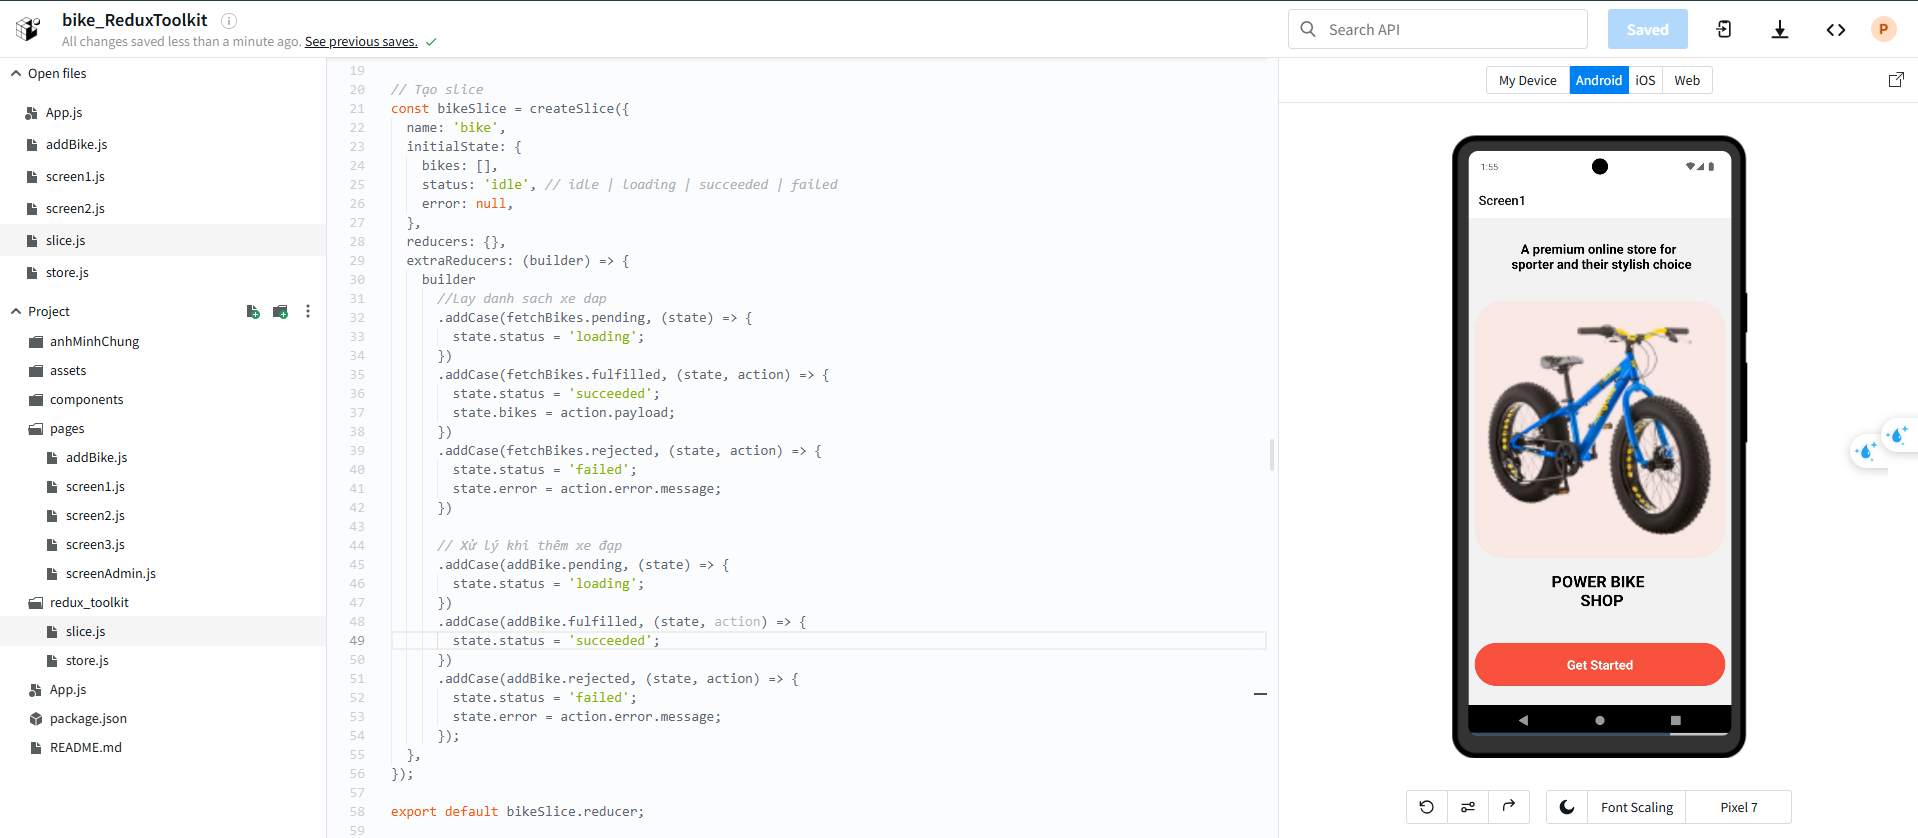 bike_ReduxToolkit
All changes saved less than a minute ago. See previous saves.
Search API
Saved
P
Open files
App.js
addBike.js
screen1.js
screen2.js
slice.js
store.js
Project
anhMinhChung
assets
components
pages
addBike.js
screen1.js
screen2.js
screen3.js
screenAdmin.js
redux_toolkit
slice.js
store.js
App.js
package.json
README.md
19
20 // Tạo slice
21 const bikeSlice = createSlice({
22 name: 'bike',
23 initialState: {
24 bikes: [],
25 status: 'idle', // idle | loading | succeeded | failed
26 error: null,
27 },
28 reducers: {},
29 extraReducers: (builder) => {
30 builder
31 //Lay danh sach xe dap
32 .addCase(fetchBikes.pending, (state) => {
33 state.status = 'loading';
34 })
35 .addCase(fetchBikes.fulfilled, (state, action) => {
36 state.status = 'succeeded';
37 state.bikes = action.payload;
38 })
39 .addCase(fetchBikes.rejected, (state, action) => {
40 state.status = 'failed';
41 state.error = action.error.message;
42 })
43
44 // Xử lý khi thêm xe đạp
45 .addCase(addBike.pending, (state) => {
46 state.status = 'loading';
47 })
48 .addCase(addBike.fulfilled, (state, action) => {
49 state.status = 'succeeded';
50 })
51 .addCase(addBike.rejected, (state, action) => {
52 state.status = 'failed';
53 state.error = action.error.message;
54 });
55 },
56 });
57
58 export default bikeSlice.reducer;
59
My Device
Android
iOS
Web
1:55
Screen1
A premium online store for
sporter and their stylish choice
POWER BIKE
SHOP
Get Started
Font Scaling
Pixel 7